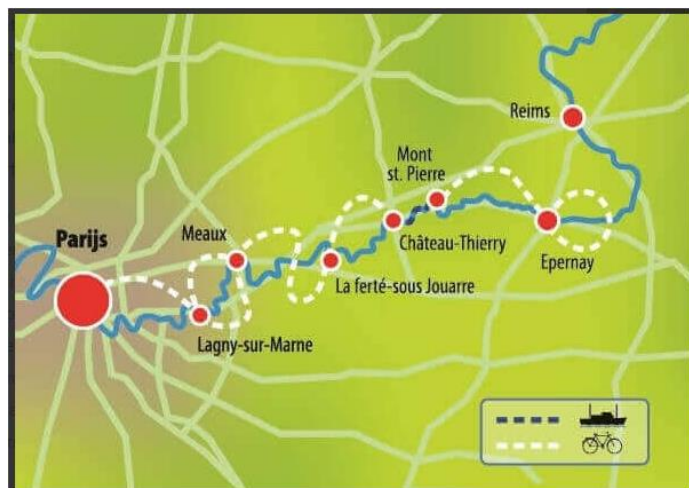 Reims
Mont
st. Pierre
Parijs
Meaux
Château-Thierry
Epernay
La ferté-sous Jouarre
Lagny-sur-Marne